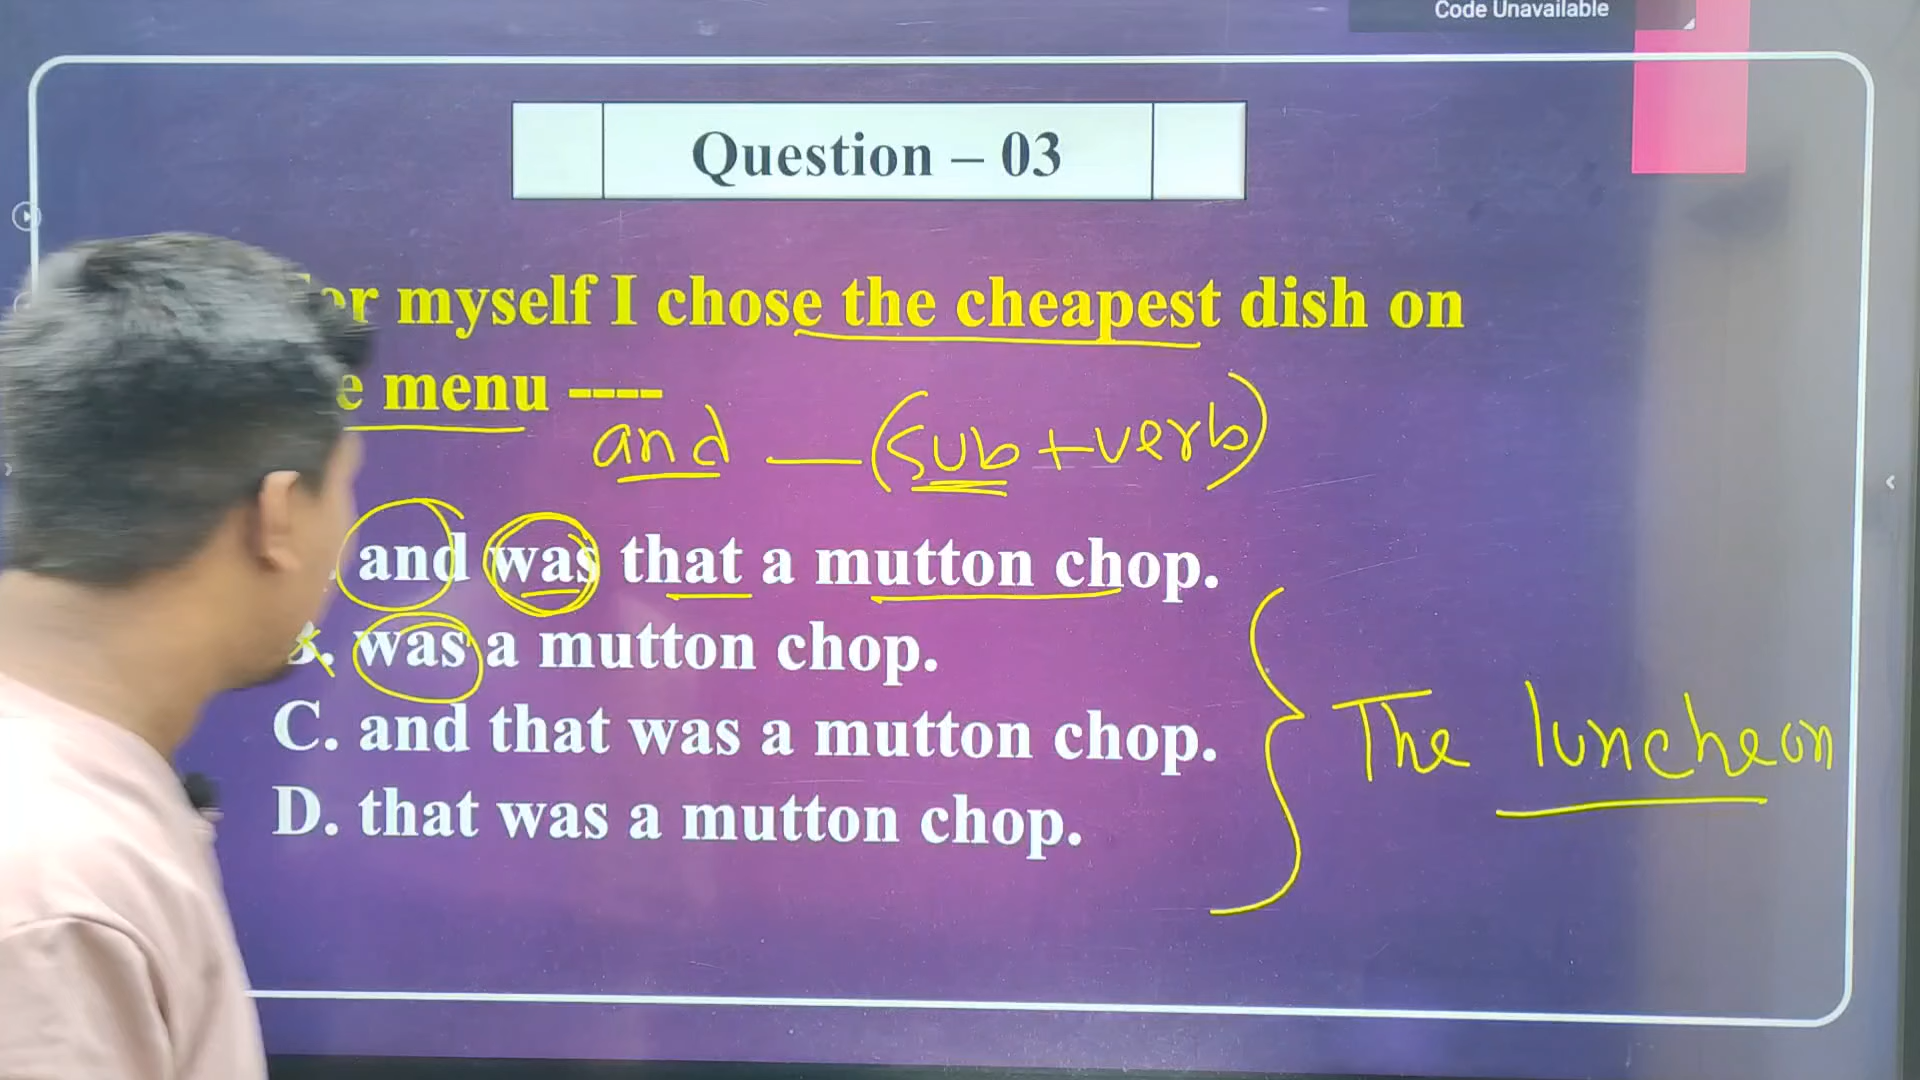 Code Unavailable
Question – 03
myself I chose the cheapest dish on
menu ----
and — (sub + verb)
and was that a mutton chop.
B. was a mutton chop.
C. and that was a mutton chop.
D. that was a mutton chop.
The luncheon